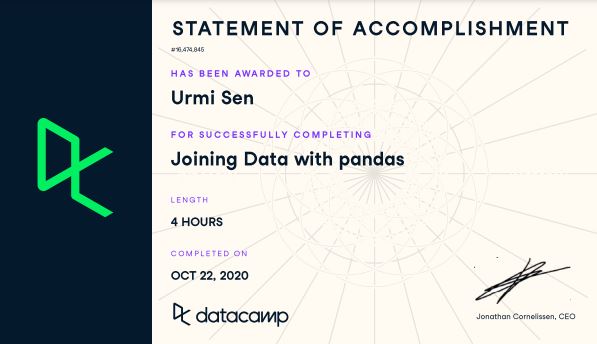 STATEMENT OF ACCOMPLISHMENT
#16,474,845
HAS BEEN AWARDED TO
Urmi Sen
FOR SUCCESSFULLY COMPLETING
Joining Data with pandas
LENGTH
4 HOURS
COMPLETED ON
OCT 22, 2020
datacamp
Jonathan Cornelissen, CEO